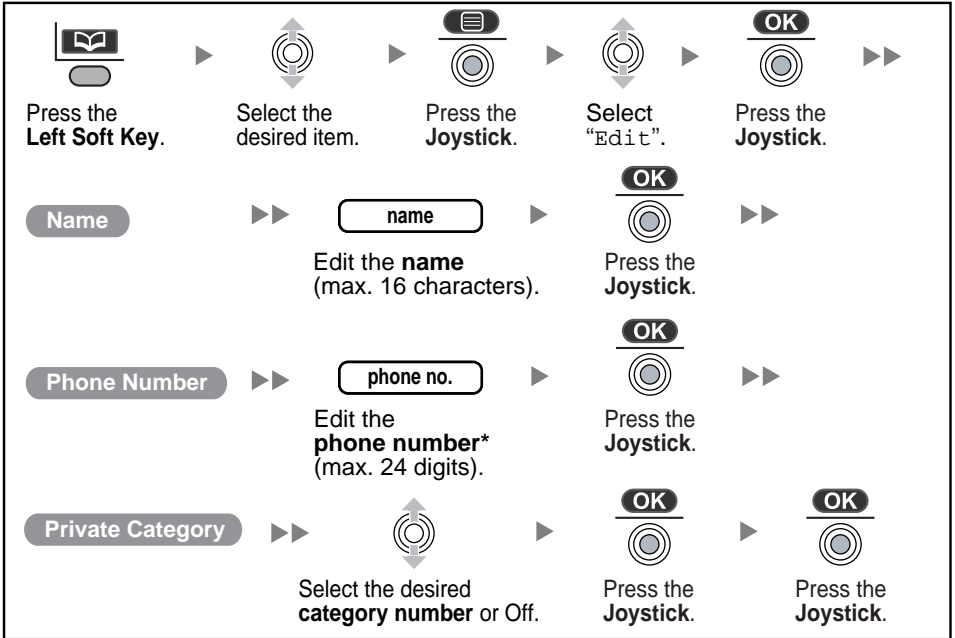 OK
Press the
Left Soft Key.
Select the
desired item.
Press the
Joystick.
Select
“Edit”.
Press the
Joystick.
Name
name
Edit the name
(max. 16 characters).
OK
Press the
Joystick.
Phone Number
phone no.
Edit the
phone number*
(max. 24 digits).
OK
Press the
Joystick.
Private Category
Select the desired
category number or Off.
OK
Press the
Joystick.
OK
Press the
Joystick.